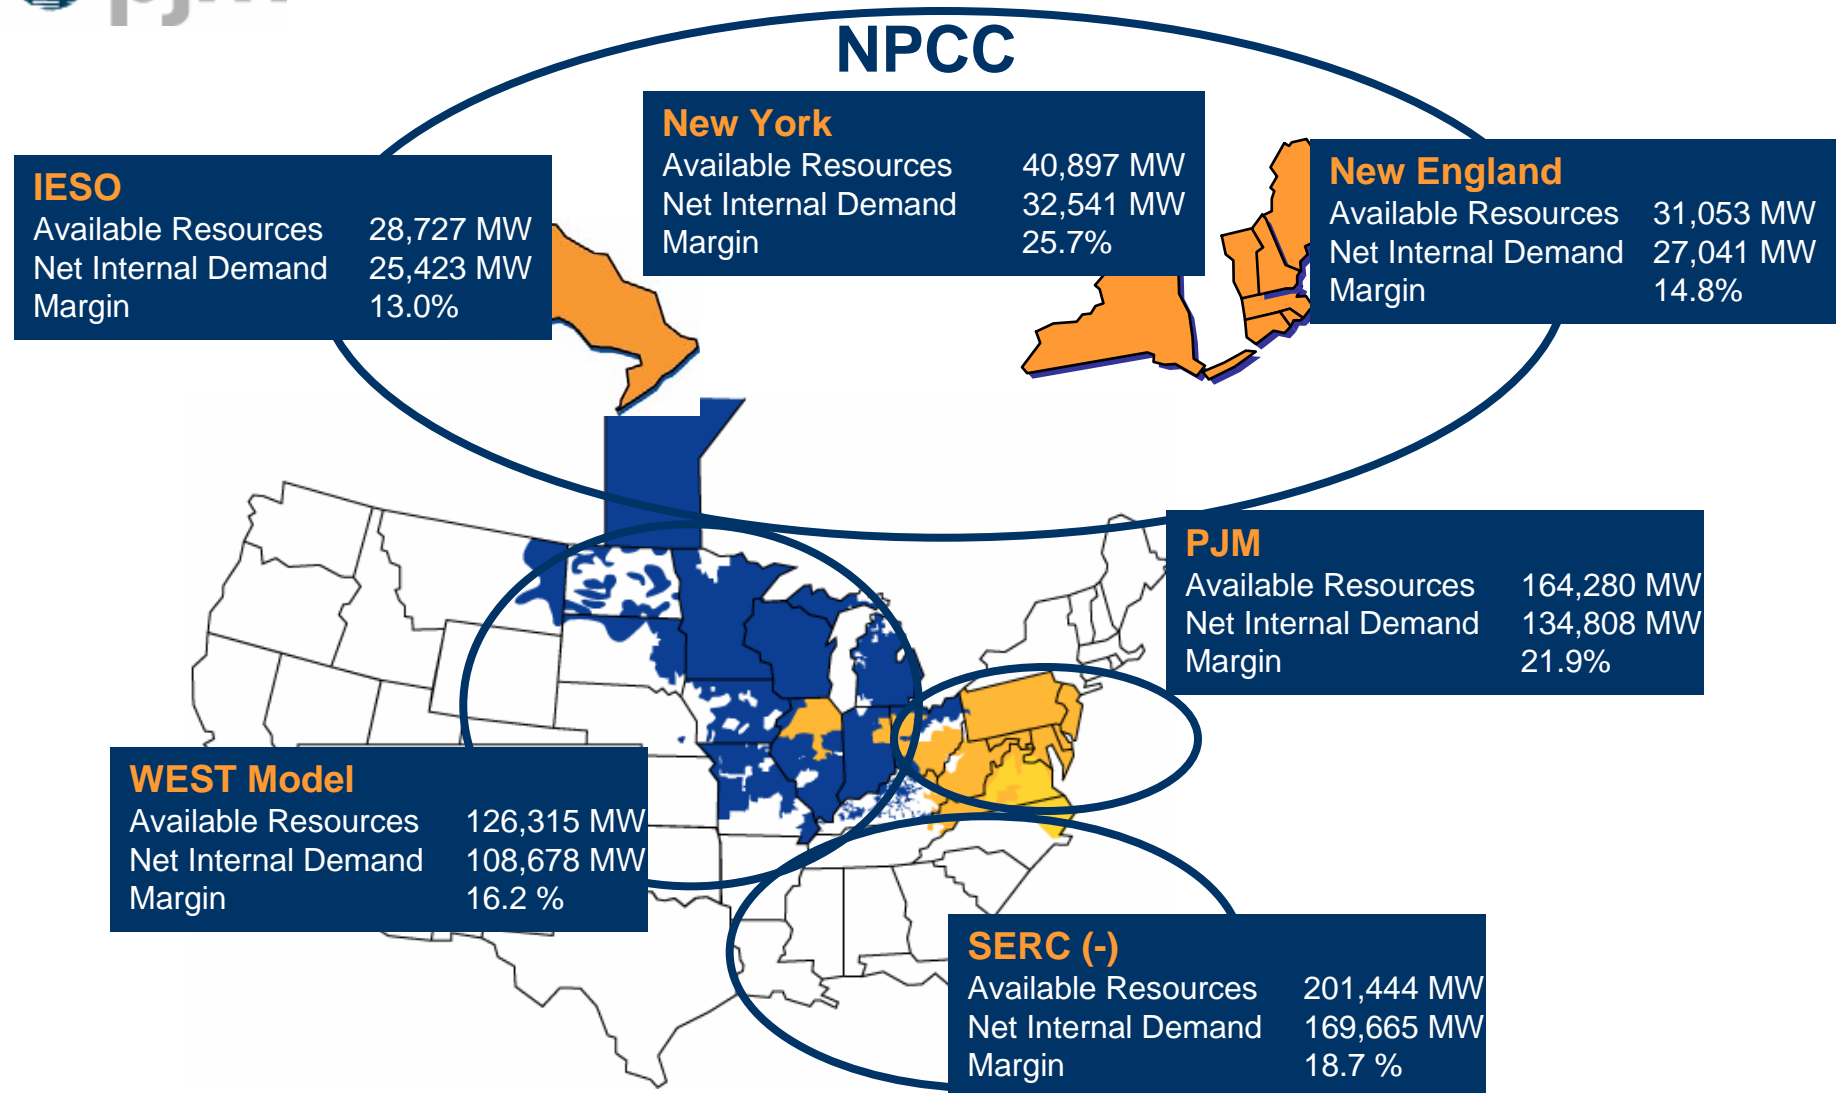 pjm
NPCC
New York
Available Resources 40,897 MW
Net Internal Demand 32,541 MW
Margin 25.7%
IESO
Available Resources 28,727 MW
Net Internal Demand 25,423 MW
Margin 13.0%
New England
Available Resources 31,053 MW
Net Internal Demand 27,041 MW
Margin 14.8%
PJM
Available Resources 164,280 MW
Net Internal Demand 134,808 MW
Margin 21.9%
WEST Model
Available Resources 126,315 MW
Net Internal Demand 108,678 MW
Margin 16.2 %
SERC (-)
Available Resources 201,444 MW
Net Internal Demand 169,665 MW
Margin 18.7 %